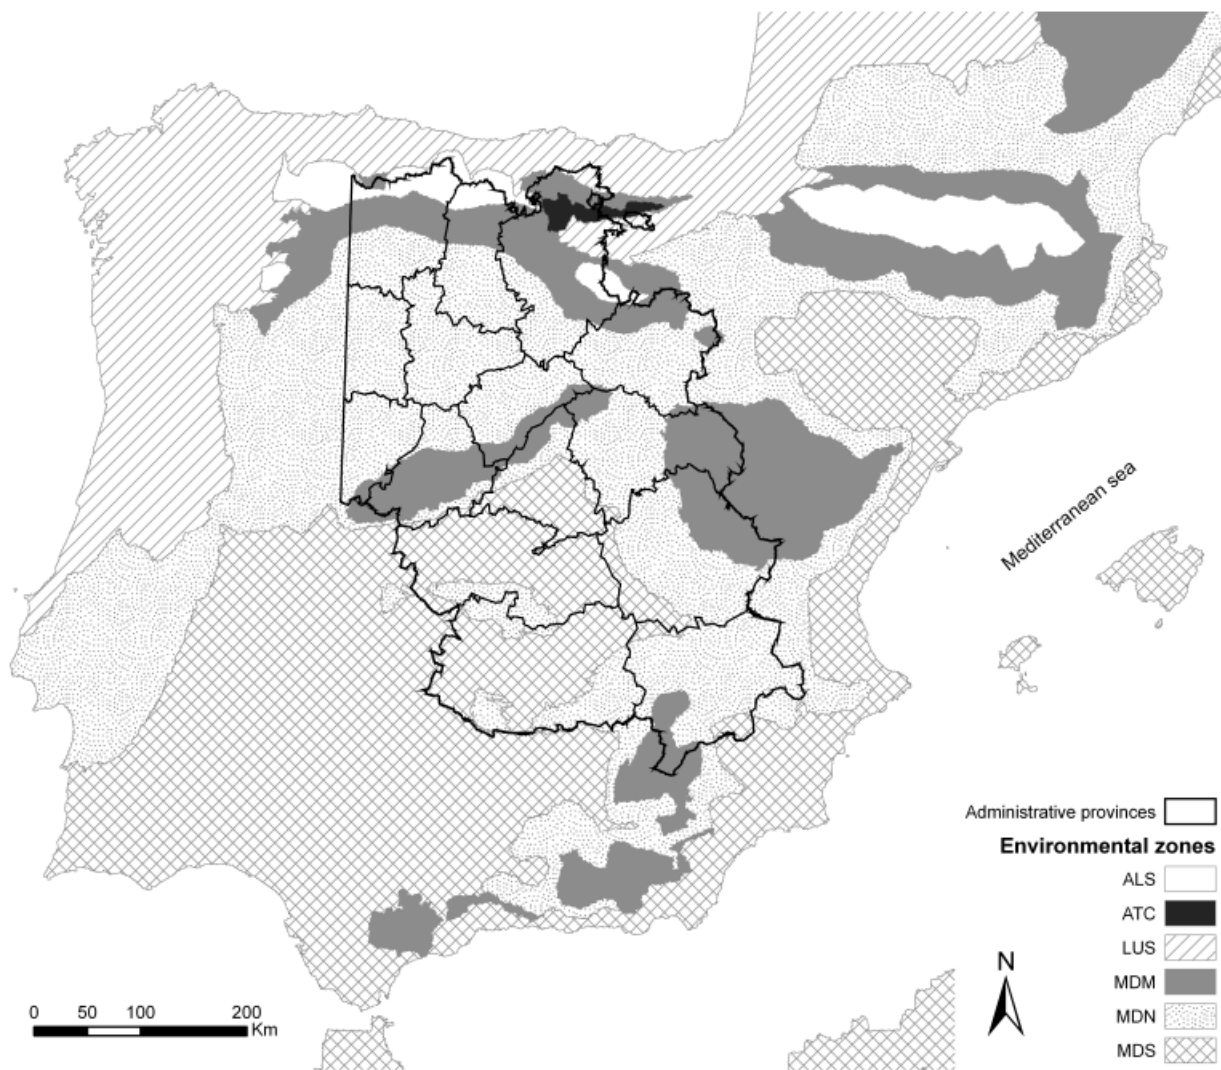 Mediterranean sea
Administrative provinces
Environmental zones
ALS
ATC
LUS
MDM
MDN
MDS
N
0 50 100 200
Km